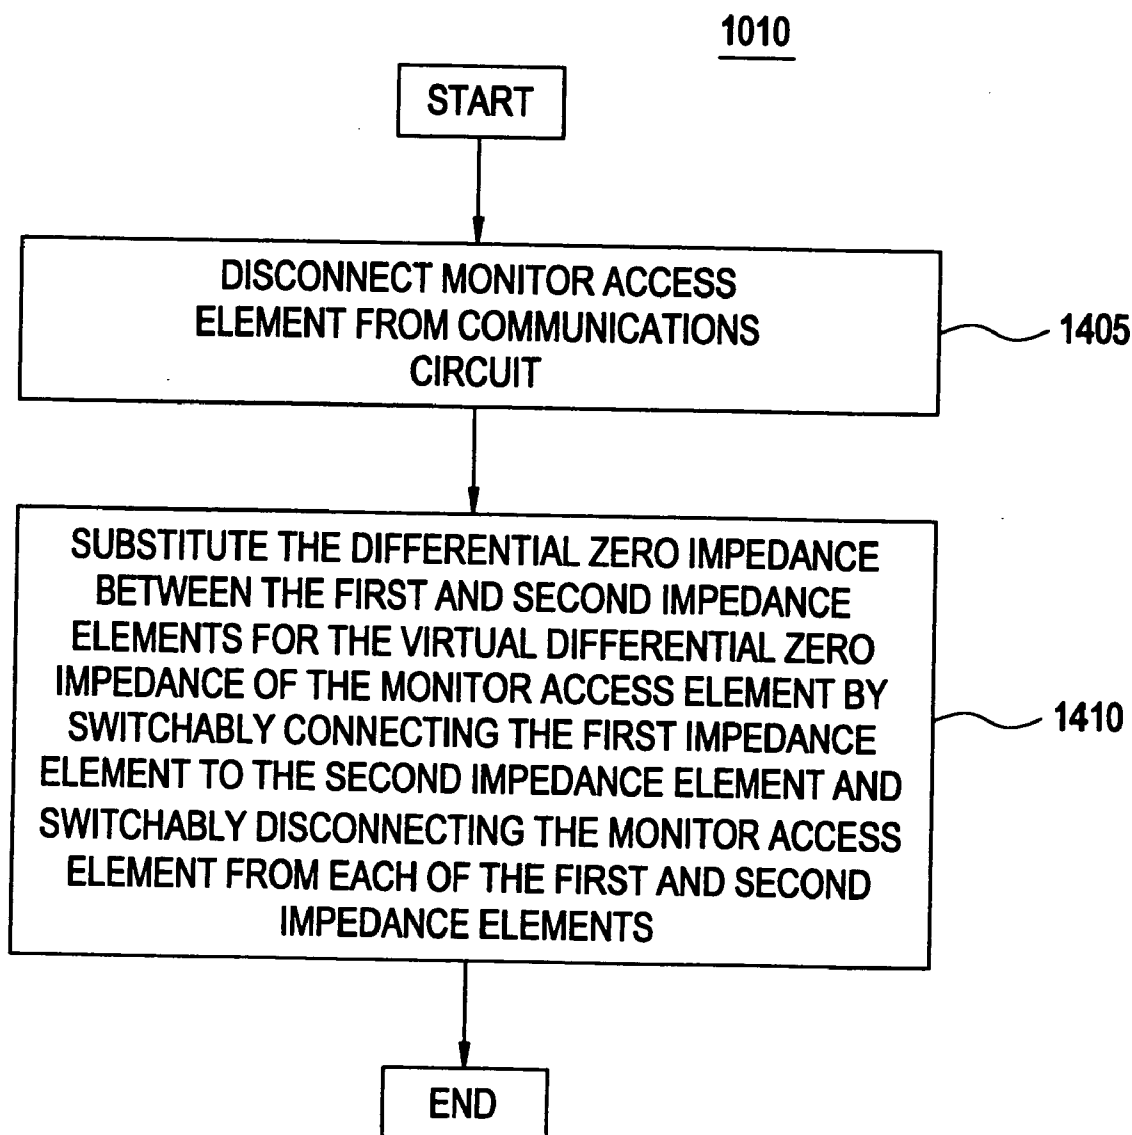 1010
START
DISCONNECT MONITOR ACCESS
ELEMENT FROM COMMUNICATIONS
CIRCUIT
1405
SUBSTITUTE THE DIFFERENTIAL ZERO IMPEDANCE
BETWEEN THE FIRST AND SECOND IMPEDANCE
ELEMENTS FOR THE VIRTUAL DIFFERENTIAL ZERO
IMPEDANCE OF THE MONITOR ACCESS ELEMENT BY
SWITCHABLY CONNECTING THE FIRST IMPEDANCE
ELEMENT TO THE SECOND IMPEDANCE ELEMENT AND
SWITCHABLY DISCONNECTING THE MONITOR ACCESS
ELEMENT FROM EACH OF THE FIRST AND SECOND
IMPEDANCE ELEMENTS
1410
END